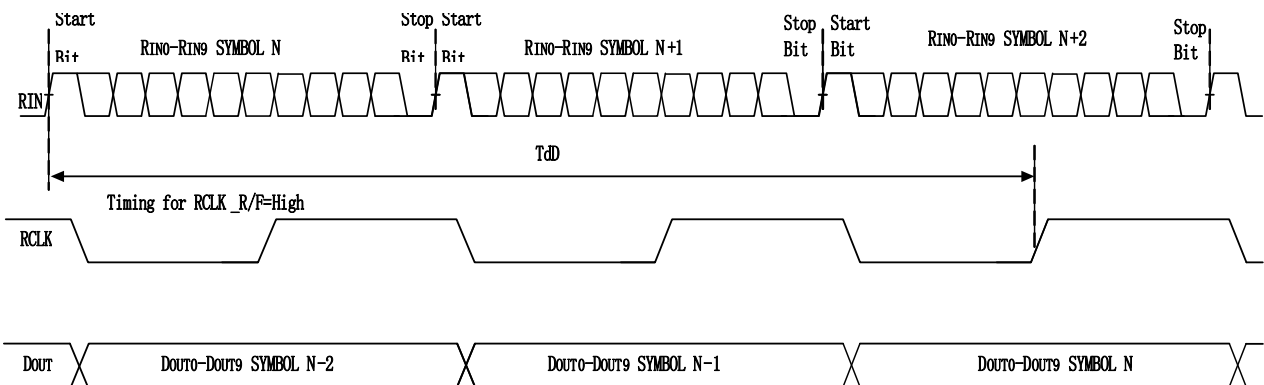 Start Stop Start Stop Start Stop
RIN0-RIN9 SYMBOL N RIN0-RIN9 SYMBOL N+1 RIN0-RIN9 SYMBOL N+2
Bit Bit Bit Bit Bit Bit
RIN
TdD
Timing for RCLK_R/F=High
RCLK
DOUT DOUT0-DOUT9 SYMBOL N-2 DOUT0-DOUT9 SYMBOL N-1 DOUT0-DOUT9 SYMBOL N